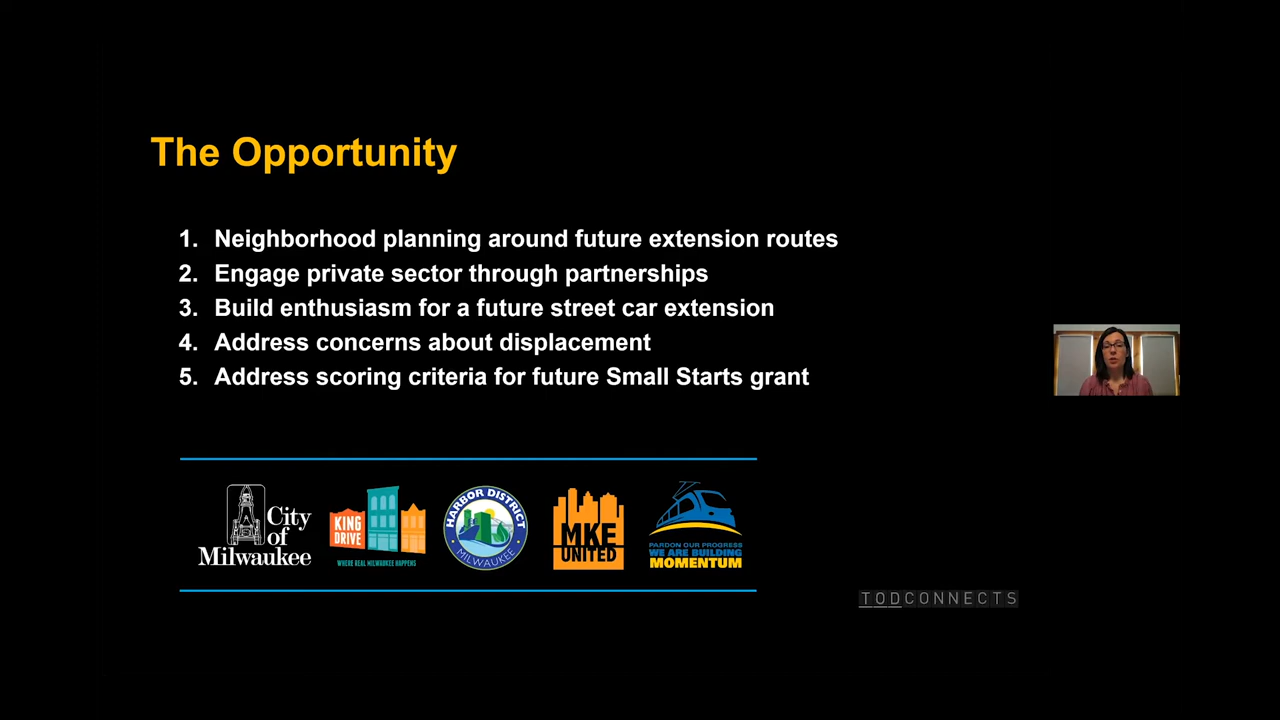 The Opportunity
1. Neighborhood planning around future extension routes
2. Engage private sector through partnerships
3. Build enthusiasm for a future street car extension
4. Address concerns about displacement
5. Address scoring criteria for future Small Starts grant
City
of
Milwaukee
KING
DRIVE
WHERE REAL MILWAUKEE HAPPENS
HARBOR DISTRICT
MILWAUKEE
MKE
UNITED
PARDON OUR PROGRESS
WE ARE BUILDING
MOMENTUM
TODCONNECTS